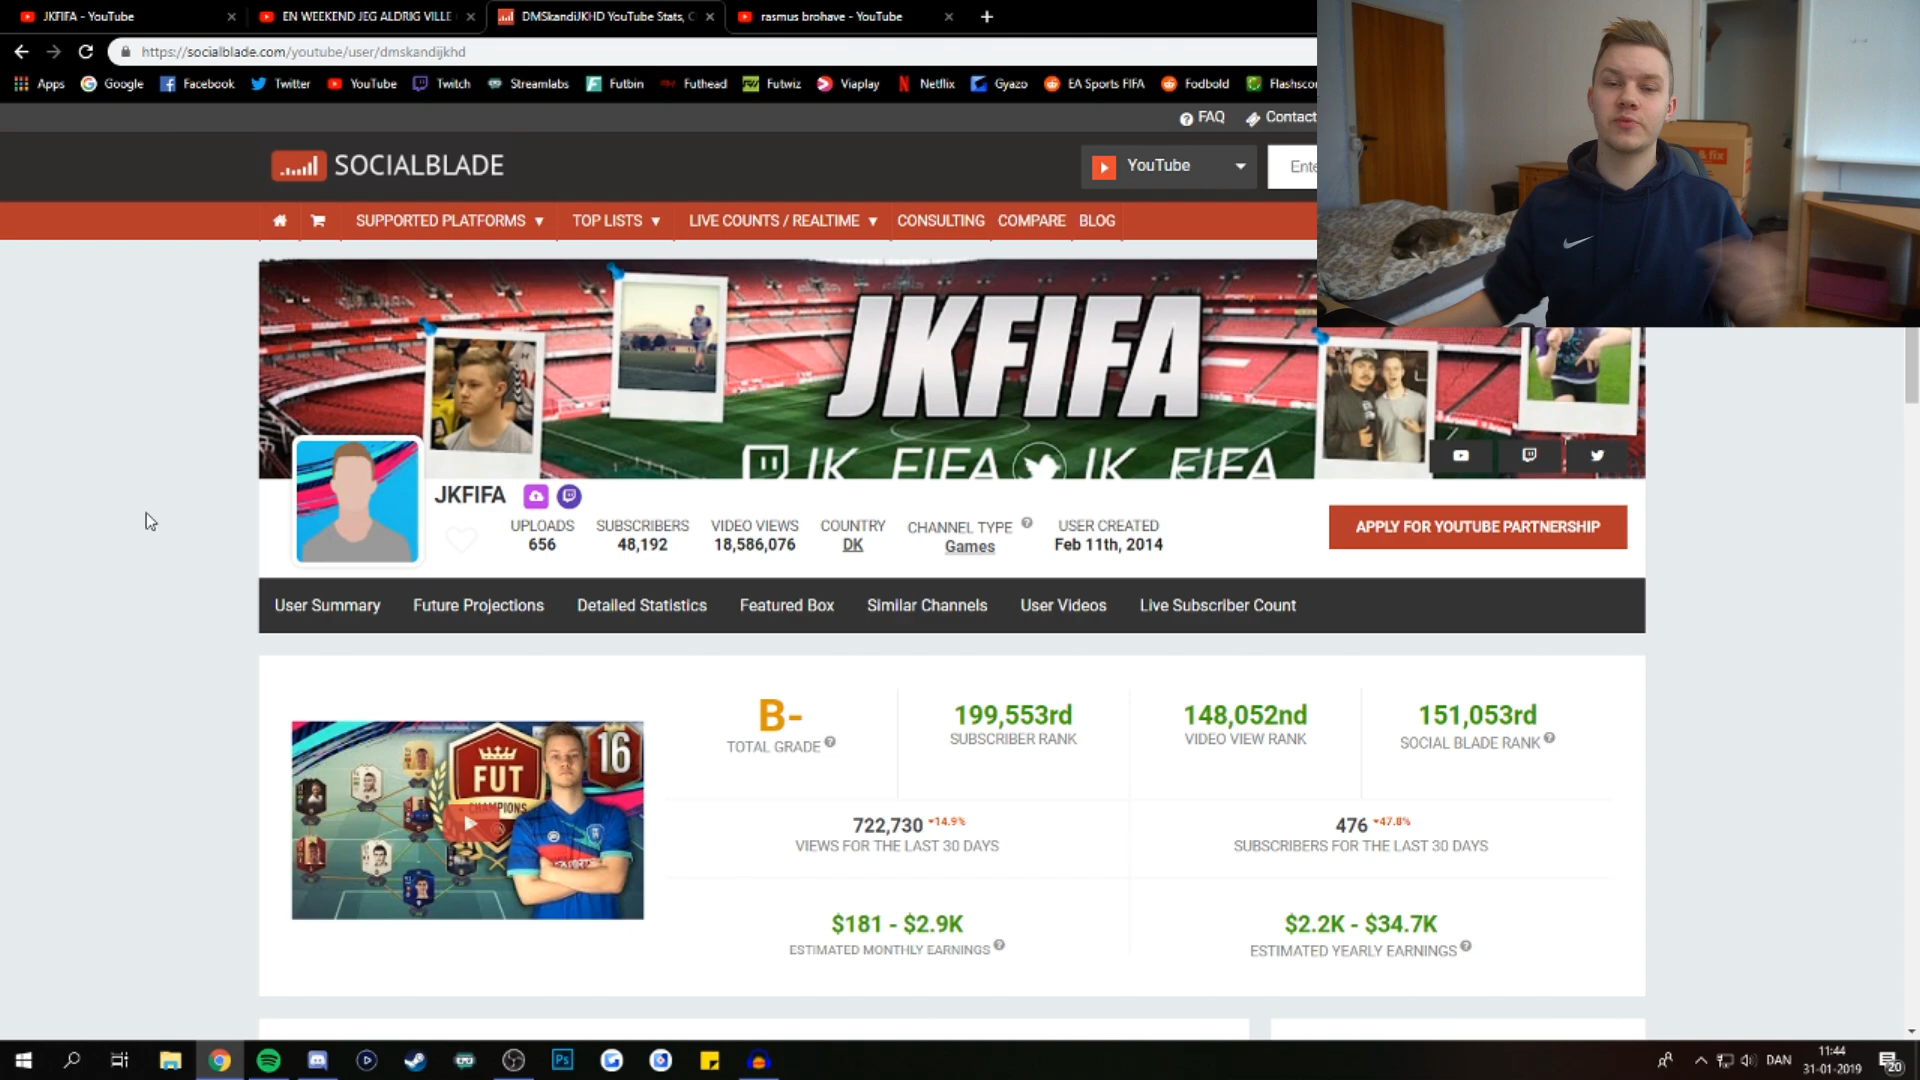 JKFIFA - YouTube
EN WEEKEND JEG ALDRIG VILLE
DMSkandiJKHD YouTube Stats, C
rasmus brohave - YouTube
https://socialblade.com/youtube/user/dmskandijkhd
Apps Google Facebook Twitter YouTube Twitch Streamlabs Futbin Futhead Futwiz Viaplay Netflix Gyazo EA Sports FIFA Fodbold Flashscor
FAQ Contact
SOCIALBLADE YouTube Ente
SUPPORTED PLATFORMS TOP LISTS LIVE COUNTS / REALTIME CONSULTING COMPARE BLOG
JKFIFA
JK_FIFA JK_FIFA
JKFIFA
UPLOADS SUBSCRIBERS VIDEO VIEWS COUNTRY CHANNEL TYPE USER CREATED
656 48,192 18,586,076 DK Games Feb 11th, 2014
APPLY FOR YOUTUBE PARTNERSHIP
User Summary Future Projections Detailed Statistics Featured Box Similar Channels User Videos Live Subscriber Count
B- 199,553rd 148,052nd 151,053rd
TOTAL GRADE SUBSCRIBER RANK VIDEO VIEW RANK SOCIAL BLADE RANK
16
FUT
CHAMPIONS
722,730 -14.9% 476 -47.8%
VIEWS FOR THE LAST 30 DAYS SUBSCRIBERS FOR THE LAST 30 DAYS
$181 - $2.9K $2.2K - $34.7K
ESTIMATED MONTHLY EARNINGS ESTIMATED YEARLY EARNINGS
Ps
DAN
11:44
31-01-2019
20